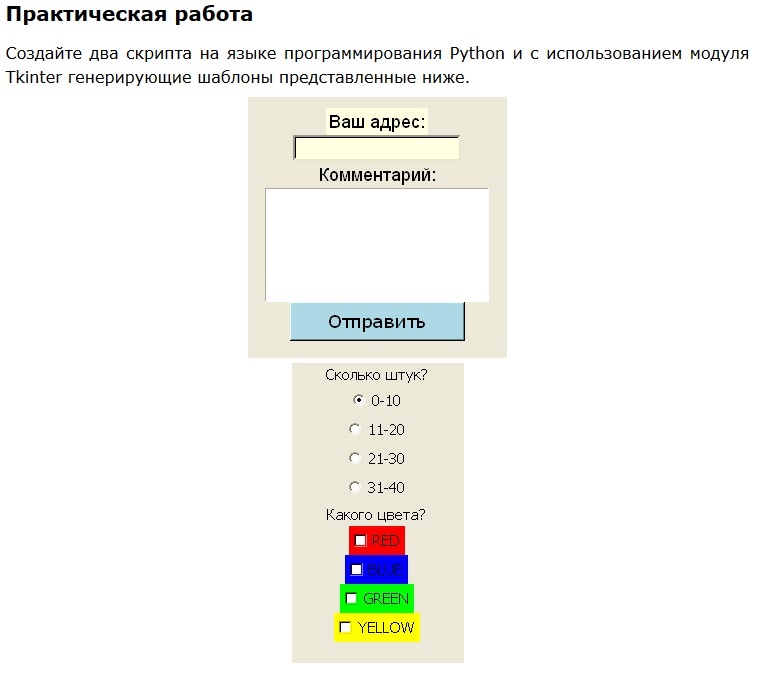 Практическая работа
Создайте два скрипта на языке программирования Python и с использованием модуля
Tkinter генерирующие шаблоны представленные ниже.
Ваш адрес:
Комментарий:
Отправить
Сколько штук?
0-10
11-20
21-30
31-40
Какого цвета?
RED
BLUE
GREEN
YELLOW